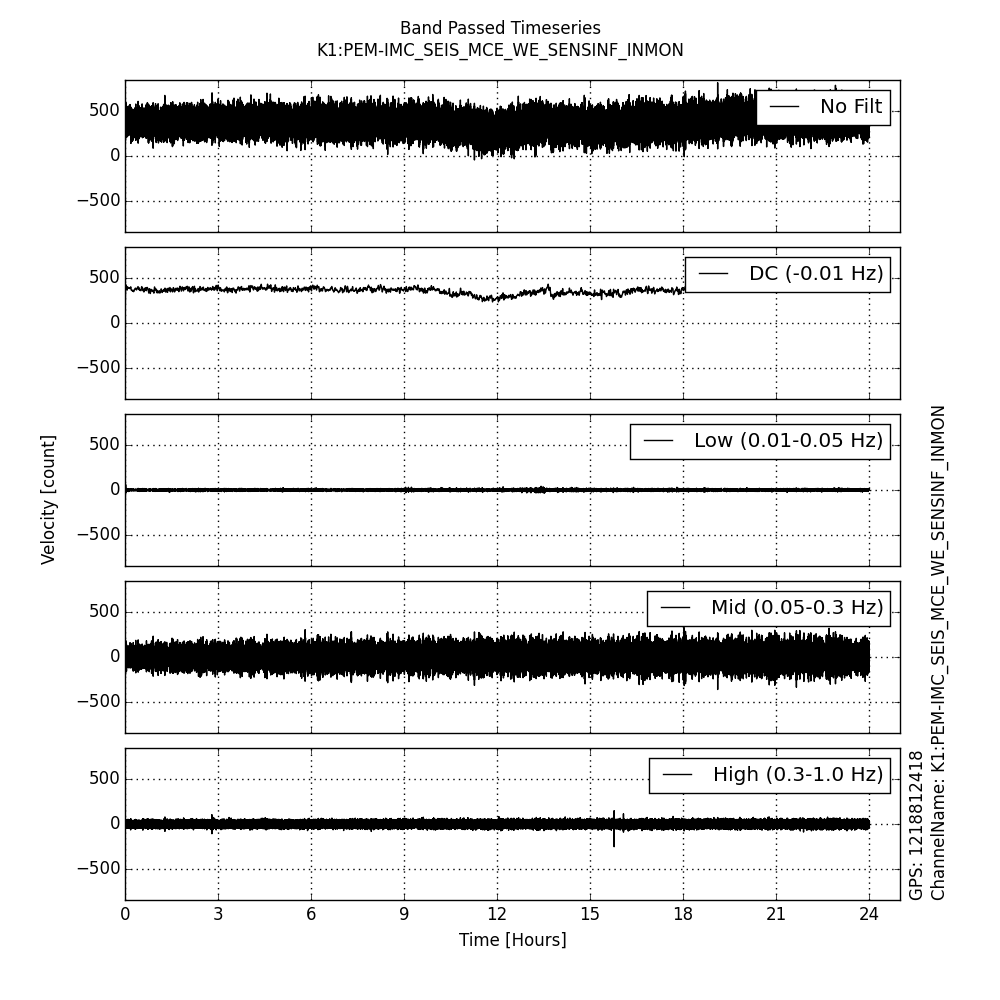 Band Passed Timeseries
K1:PEM-IMC_SEIS_MCE_WE_SENSINF_INMON
500
0
−500
No Filt
500
0
−500
DC (-0.01 Hz)
Velocity [count]
500
0
−500
Low (0.01-0.05 Hz)
500
0
−500
Mid (0.05-0.3 Hz)
500
0
−500
High (0.3-1.0 Hz)
0 3 6 9 12 15 18 21 24
Time [Hours]
GPS: 1218812418
ChannelName: K1:PEM-IMC_SEIS_MCE_WE_SENSINF_INMON